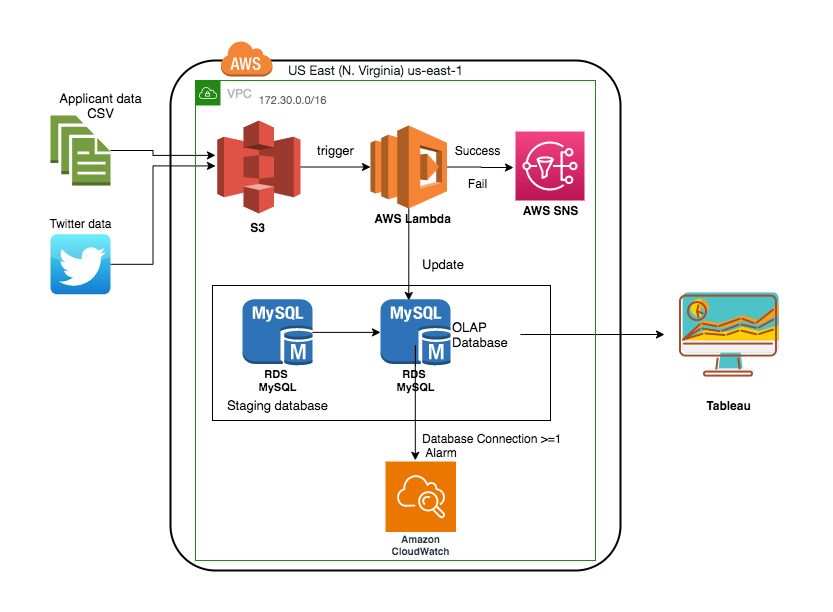 AWS
US East (N. Virginia) us-east-1
VPC
172.30.0.0/16
Applicant data
CSV
trigger
Success
Fail
S3
AWS Lambda
AWS SNS
Twitter data
Update
MySQL
M
RDS
MySQL
MySQL
M
OLAP
Database
RDS
MySQL
Staging database
Tableau
Database Connection >=1
Alarm
Amazon
CloudWatch